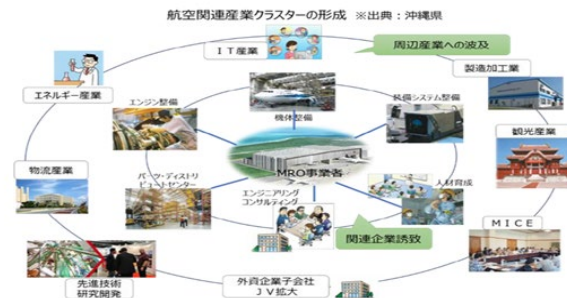 航空関連産業クラスターの形成 ※出典：沖縄県
ＩＴ産業
周辺産業への波及
製造加工業
エネルギー産業
エンジン整備
機体整備
装備システム整備
観光産業
物流産業
MRO事業者
パーツ・ディストリ
ビュートセンター
エンジニアリング
コンサルティング
人材育成
関連企業誘致
ＭＩＣＥ
先進技術
研究開発
外資企業子会社
ＪＶ拡大